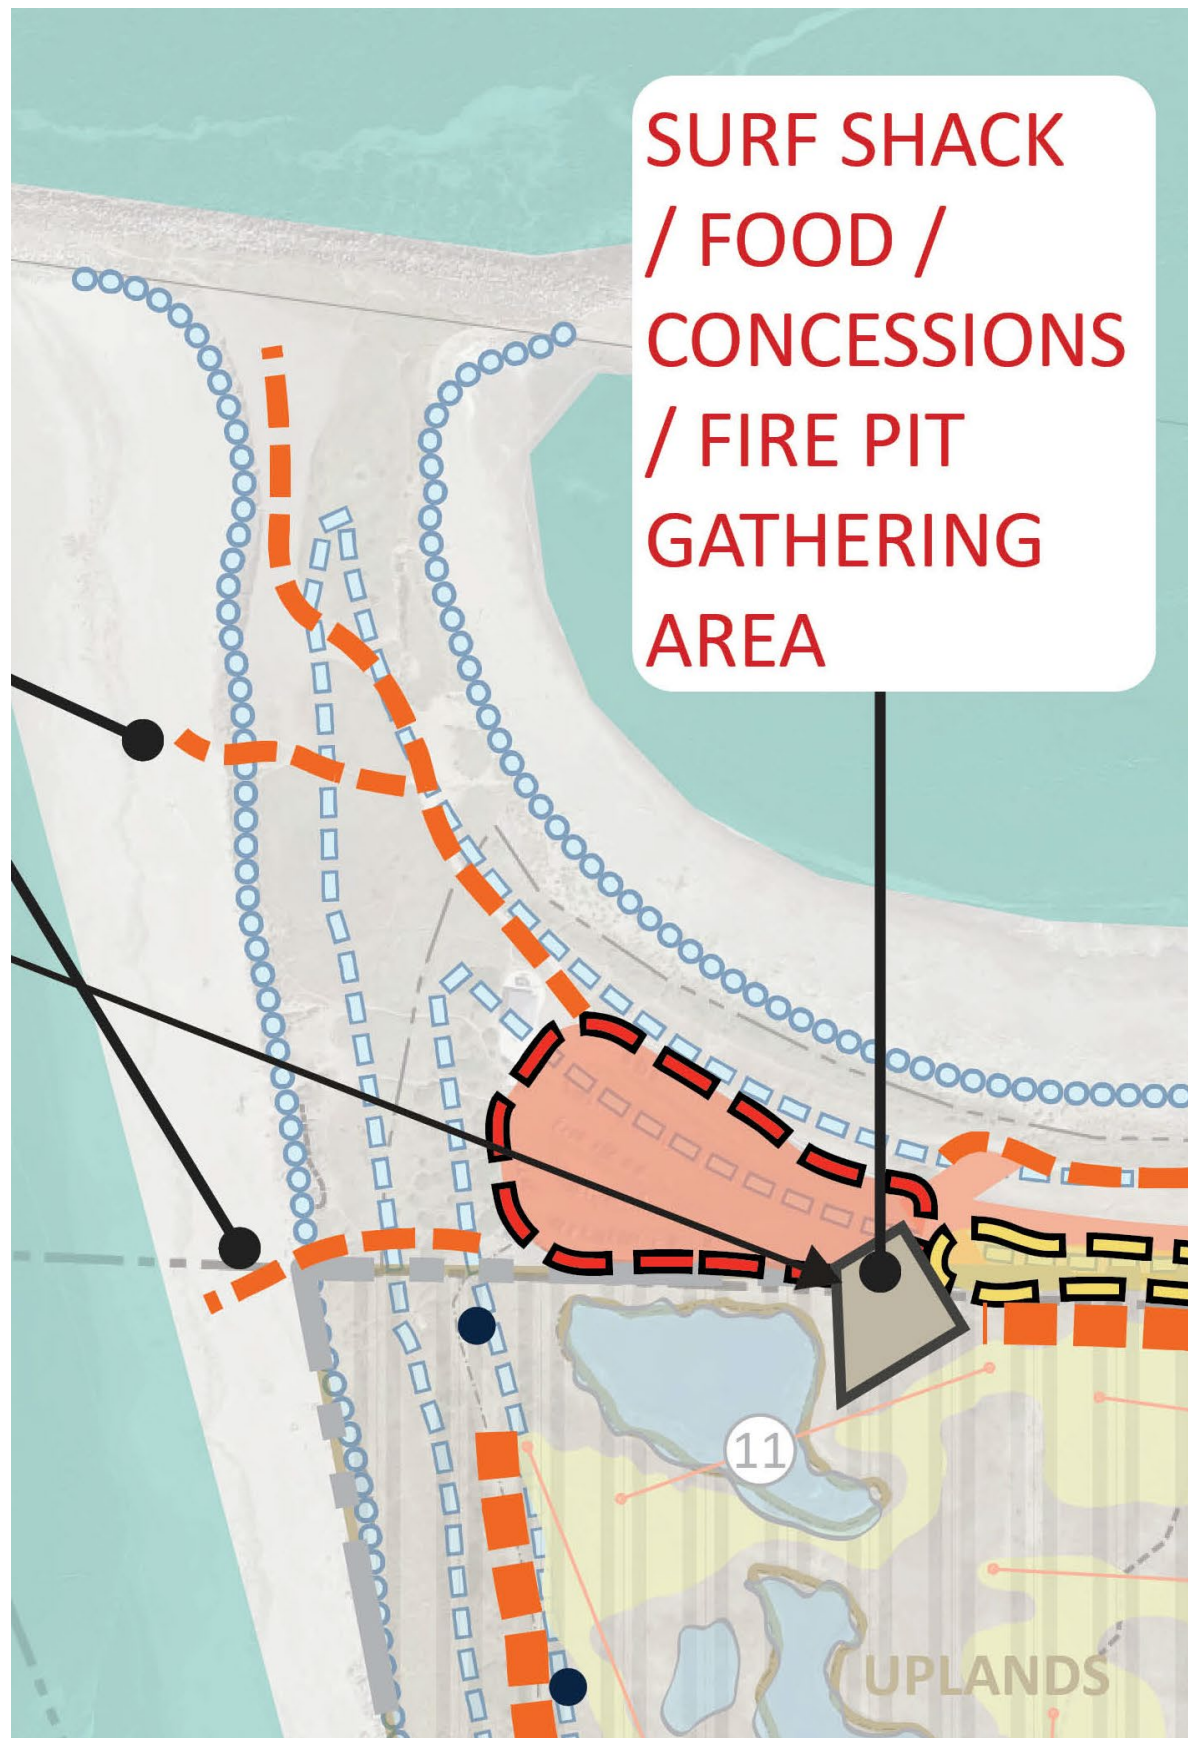 SURF SHACK
/ FOOD /
CONCESSIONS
/ FIRE PIT
GATHERING
AREA
11
UPLANDS